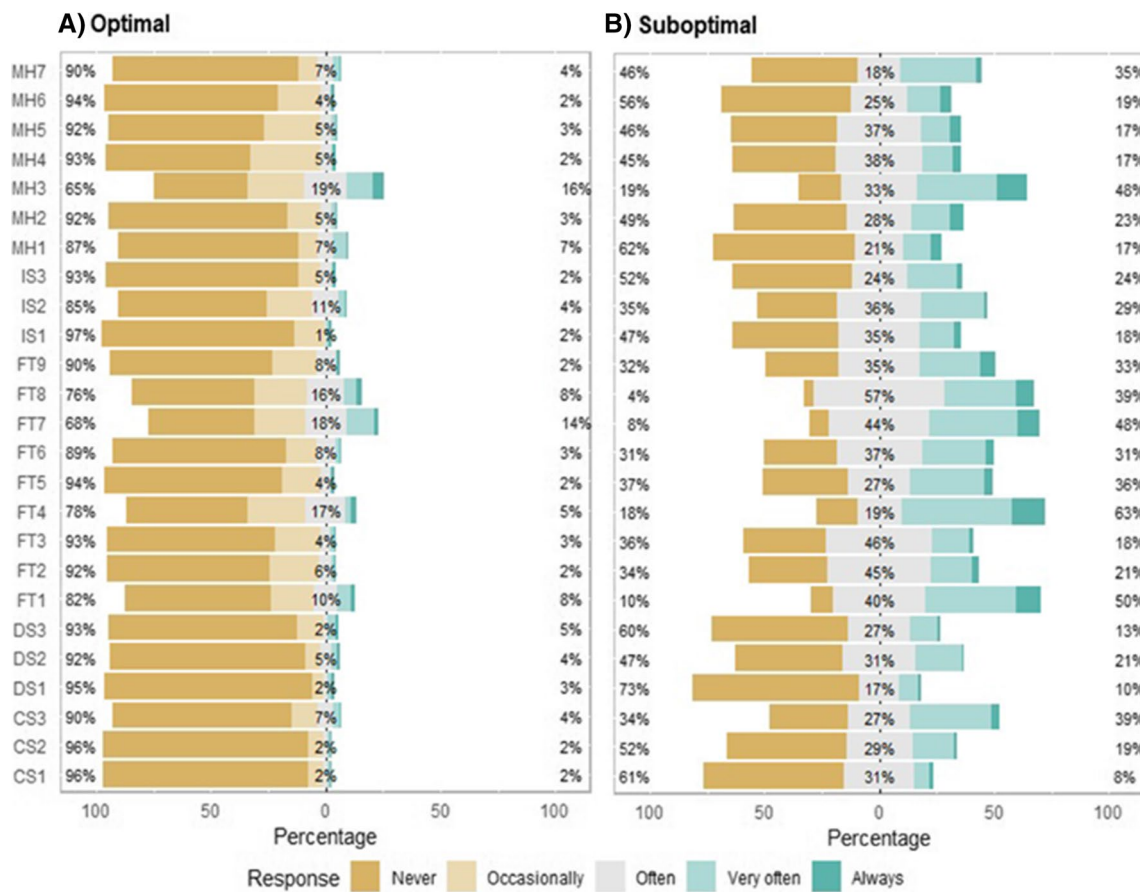 A) Optimal B) Suboptimal
MH7 90% 7% 4% 46% 18% 35%
MH6 94% 4% 2% 56% 25% 19%
MH5 92% 5% 3% 46% 37% 17%
MH4 93% 5% 2% 45% 38% 17%
MH3 65% 19% 16% 19% 33% 48%
MH2 92% 5% 3% 49% 28% 23%
MH1 87% 7% 7% 62% 21% 17%
IS3 93% 5% 2% 52% 24% 24%
IS2 85% 11% 4% 35% 36% 29%
IS1 97% 1% 2% 47% 35% 18%
FT9 90% 8% 2% 32% 35% 33%
FT8 76% 16% 8% 4% 57% 39%
FT7 68% 18% 14% 8% 44% 48%
FT6 89% 8% 3% 31% 37% 31%
FT5 94% 4% 2% 37% 27% 36%
FT4 78% 17% 5% 18% 19% 63%
FT3 93% 4% 3% 36% 46% 18%
FT2 92% 6% 2% 34% 45% 21%
FT1 82% 10% 8% 10% 40% 50%
DS3 93% 2% 5% 60% 27% 13%
DS2 92% 5% 4% 47% 31% 21%
DS1 95% 2% 3% 73% 17% 10%
CS3 90% 7% 4% 34% 27% 39%
CS2 96% 2% 2% 52% 29% 19%
CS1 96% 2% 2% 61% 31% 8%
100 50 0 50 100 100 50 0 50 100
Percentage Percentage
Response Never Occasionally Often Very often Always